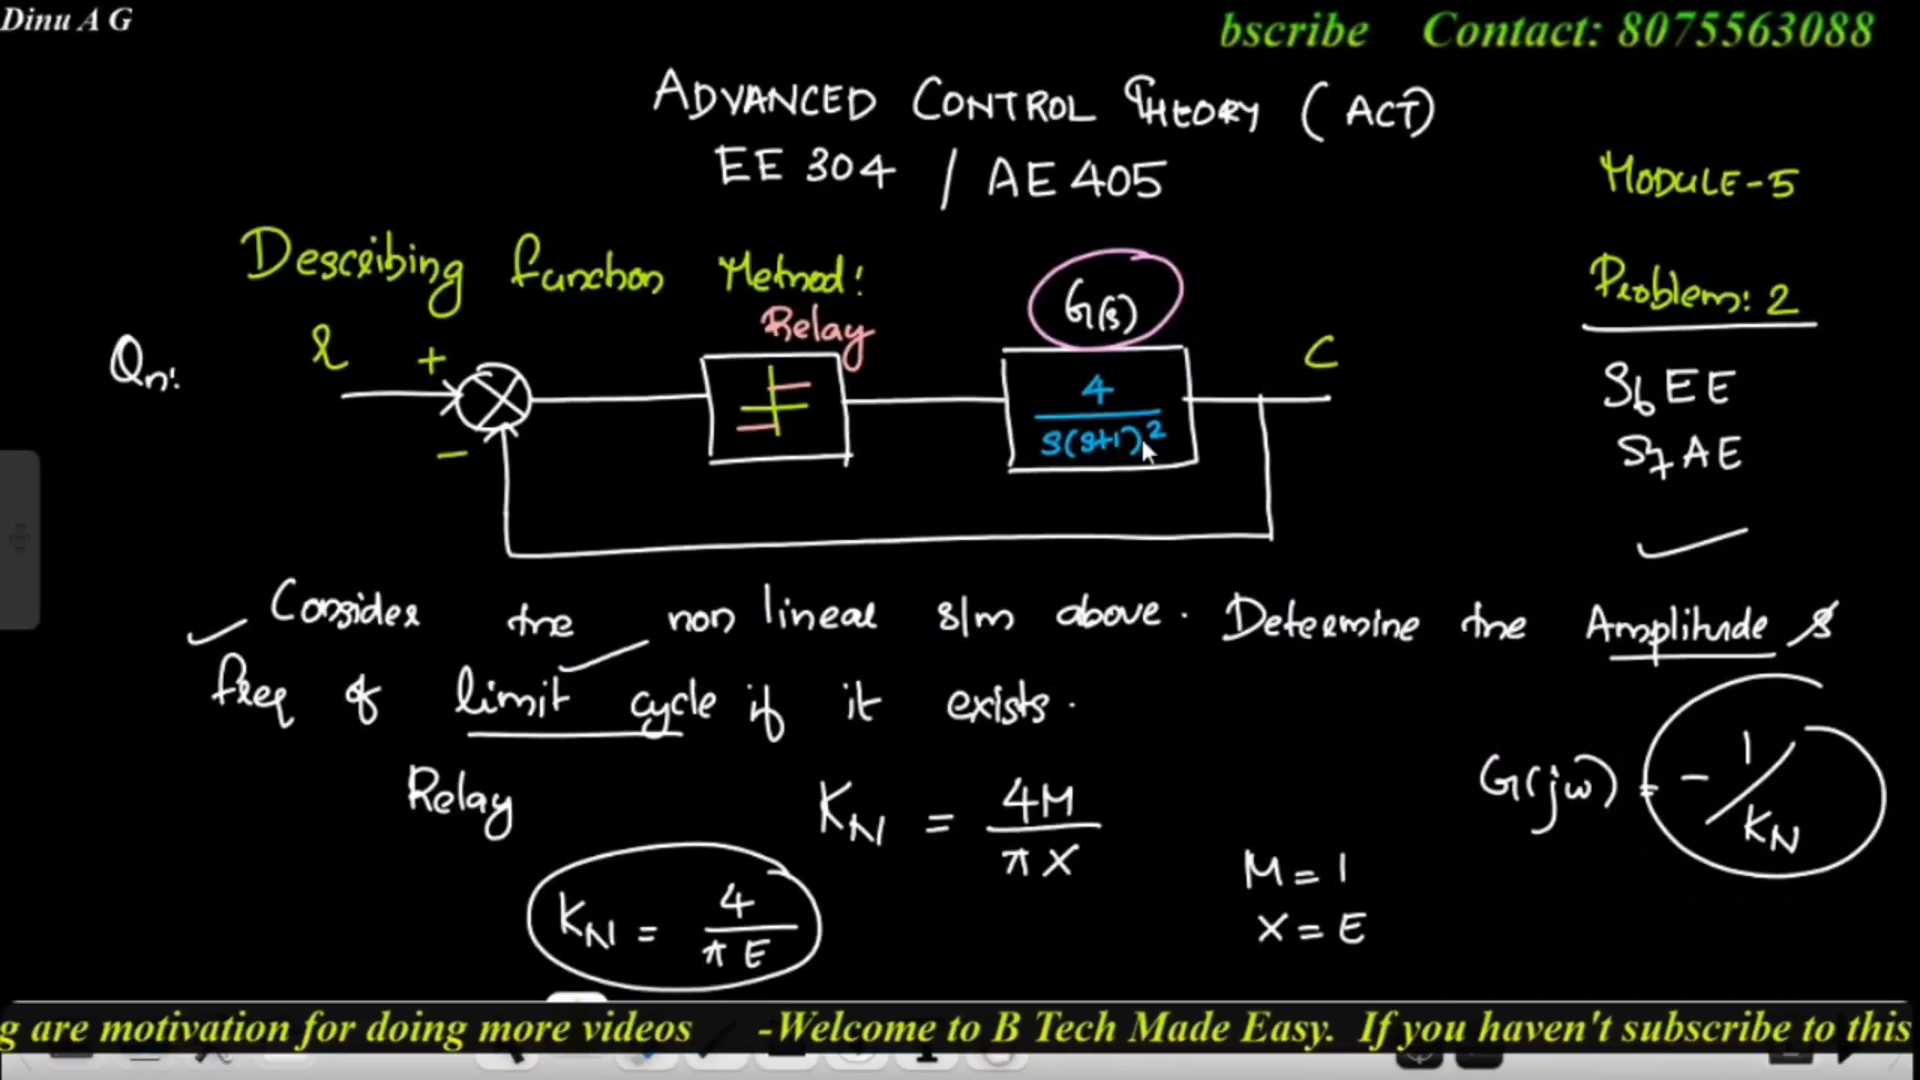 Dinu A G
bscribe Contact: 8075563088
ADVANCED CONTROL THEORY (ACT)
EE 304 / AE 405
MODULE-5
Describing function Method:
Problem: 2
Relay
G(s)
Qn: r + C
4
s(s+1)²
S6 EE
S7 AE
-
Consider the non linear s/m above. Determine the Amplitude &
freq of limit cycle if it exists.
Relay KN = 4M / πX
G(jω) = -1/KN
M = 1
KN = 4 / πE
X = E
g are motivation for doing more videos -Welcome to B Tech Made Easy. If you haven't subscribe to this